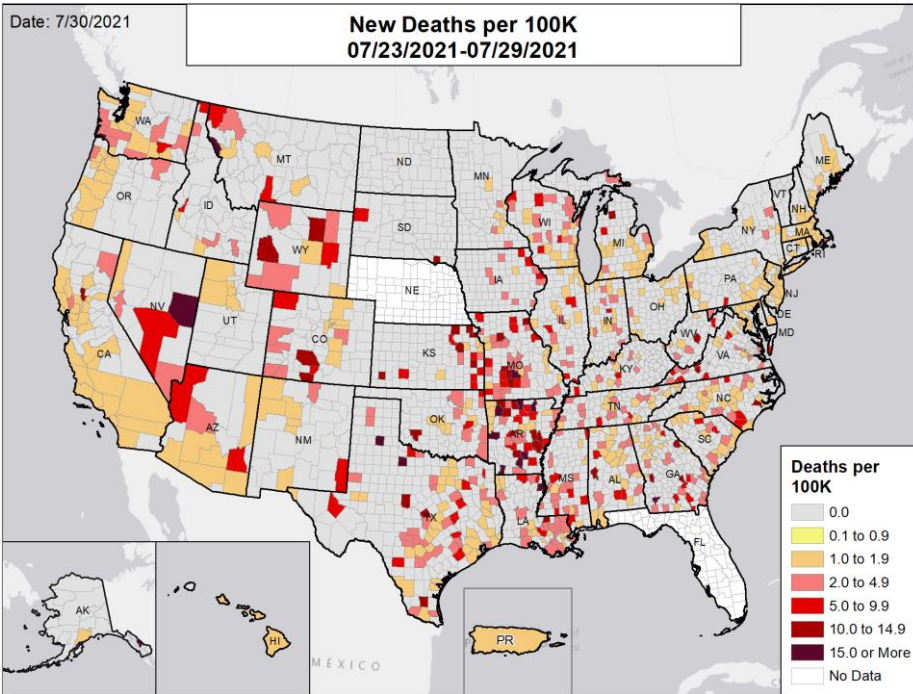 Date: 7/30/2021
New Deaths per 100K
07/23/2021-07/29/2021
WA
MT
ND
MN
ME
VT
NH
OR
ID
SD
WI
MI
NY
MA
CT
RI
WY
IA
PA
NJ
NE
NV
UT
IL
IN
OH
DE
MD
CA
CO
KS
MO
WV
VA
KY
AZ
NM
OK
AR
TN
NC
SC
MS
AL
GA
TX
LA
FL
AK
HI
PR
MÉXICO
Deaths per
100K
0.0
0.1 to 0.9
1.0 to 1.9
2.0 to 4.9
5.0 to 9.9
10.0 to 14.9
15.0 or More
No Data